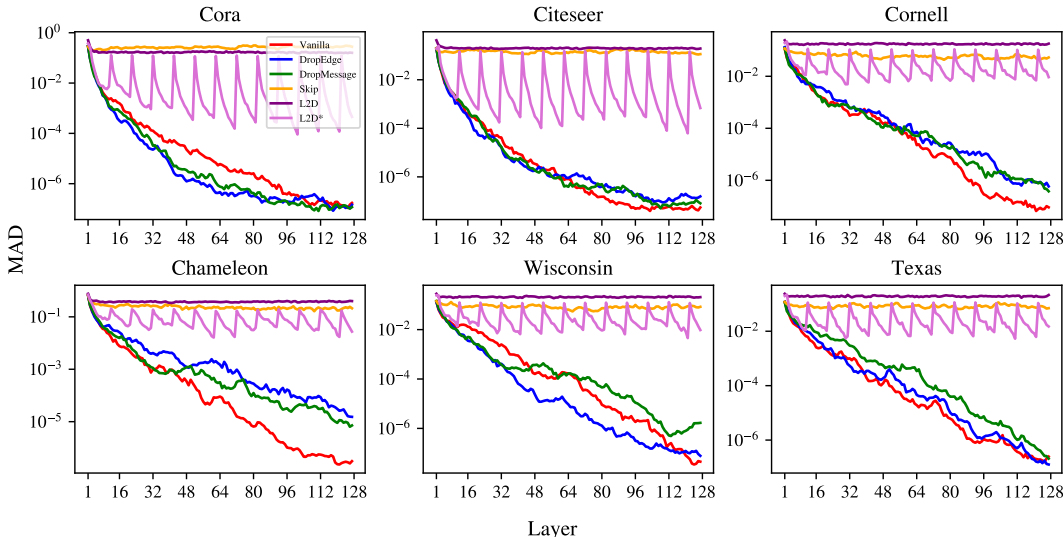 Cora
Citeseer
Cornell
10^0
10^-2
10^-4
10^-6
Vanilla
DropEdge
DropMessage
Skip
L2D
L2D*
1 16 32 48 64 80 96 112 128
10^-2
10^-4
10^-6
1 16 32 48 64 80 96 112 128
10^-2
10^-4
10^-6
1 16 32 48 64 80 96 112 128
MAD
Chameleon
Wisconsin
Texas
10^-1
10^-3
10^-5
1 16 32 48 64 80 96 112 128
10^-2
10^-4
10^-6
1 16 32 48 64 80 96 112 128
10^-2
10^-4
10^-6
1 16 32 48 64 80 96 112 128
Layer